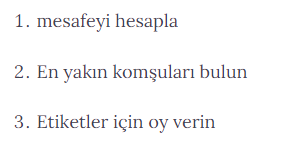 1. mesafeyi hesapla
2. En yakın komşuları bulun
3. Etiketler için oy verin